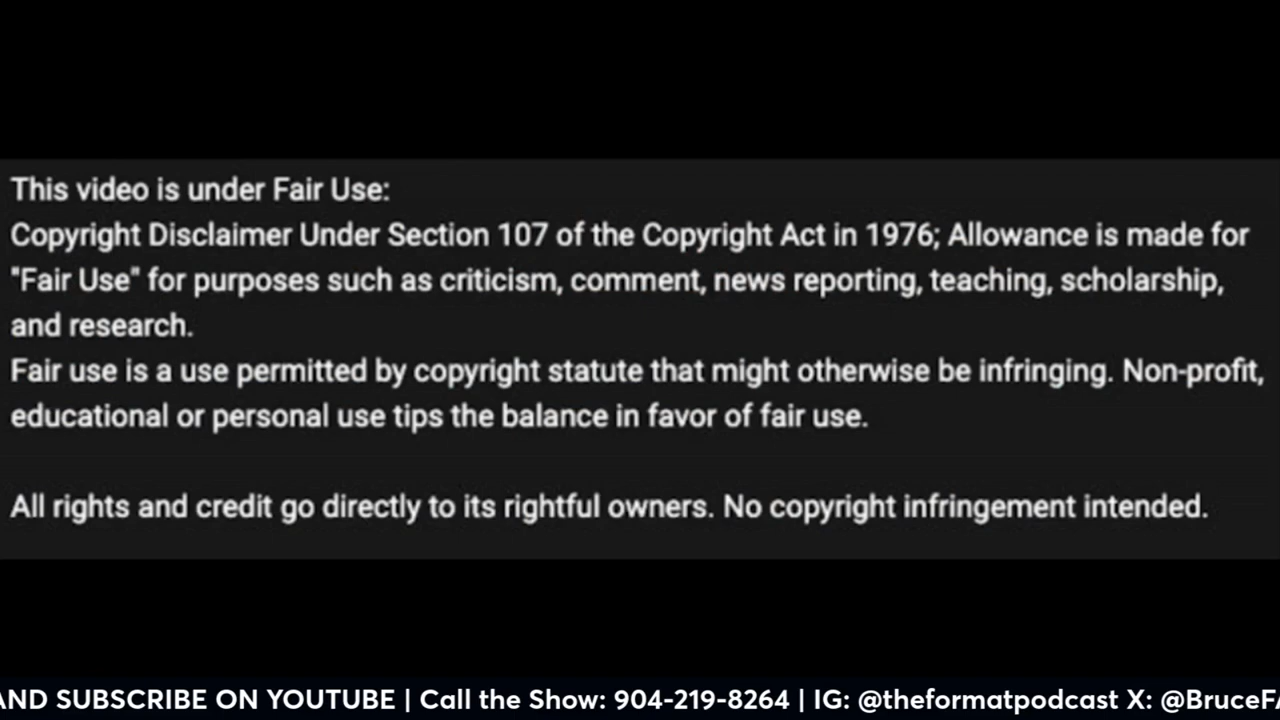 This video is under Fair Use:
Copyright Disclaimer Under Section 107 of the Copyright Act in 1976; Allowance is made for
"Fair Use" for purposes such as criticism, comment, news reporting, teaching, scholarship,
and research.
Fair use is a use permitted by copyright statute that might otherwise be infringing. Non-profit,
educational or personal use tips the balance in favor of fair use.
All rights and credit go directly to its rightful owners. No copyright infringement intended.
AND SUBSCRIBE ON YOUTUBE | Call the Show: 904-219-8264 | IG: @theformatpodcast X: @BruceFA